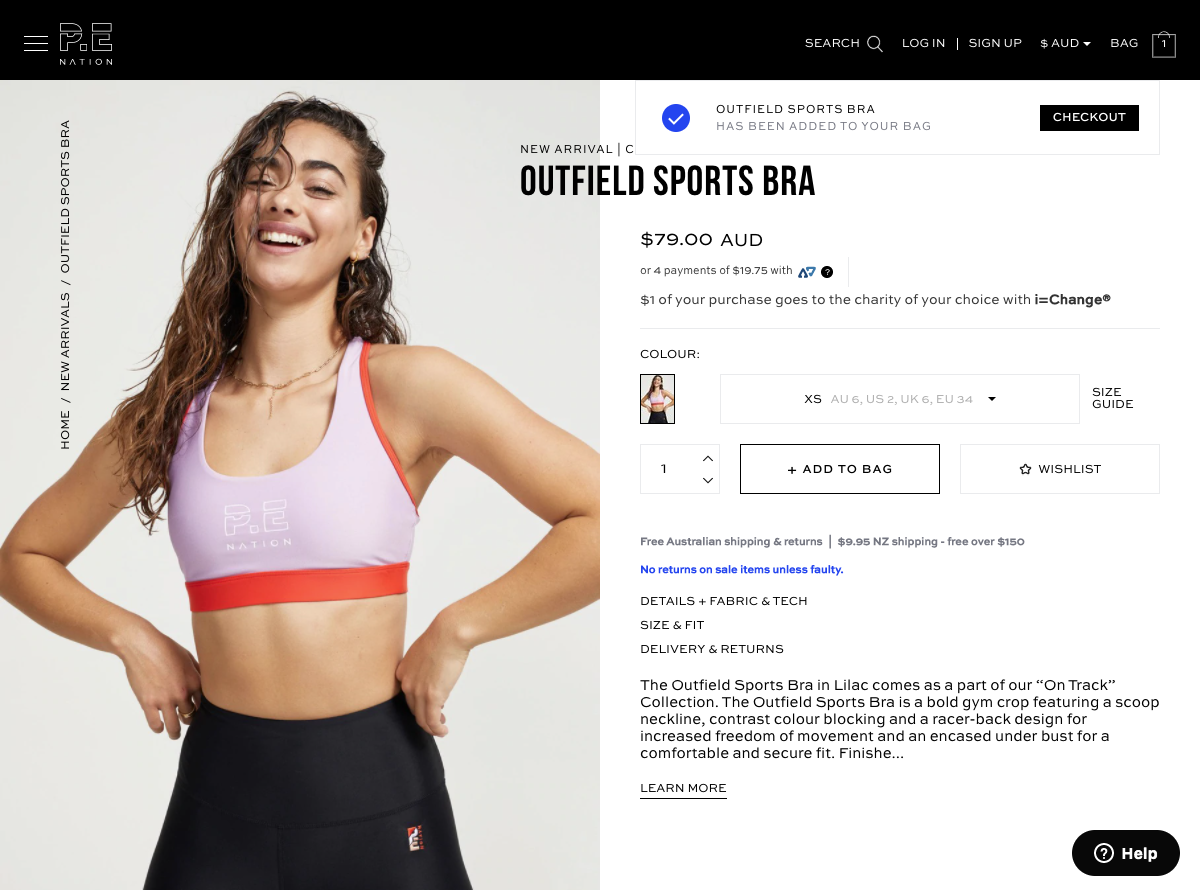 P.E
NATION
SEARCH
LOG IN | SIGN UP
$ AUD
BAG
1
OUTFIELD SPORTS BRA
HAS BEEN ADDED TO YOUR BAG
CHECKOUT
HOME / NEW ARRIVALS / OUTFIELD SPORTS BRA
NEW ARRIVAL | C
OUTFIELD SPORTS BRA
$79.00 AUD
or 4 payments of $19.75 with
?
$1 of your purchase goes to the charity of your choice with i=Change®
COLOUR:
XS AU 6, US 2, UK 6, EU 34
SIZE
GUIDE
1
+ ADD TO BAG
WISHLIST
P.E
NATION
Free Australian shipping & returns | $9.95 NZ shipping - free over $150
No returns on sale items unless faulty.
DETAILS + FABRIC & TECH
SIZE & FIT
DELIVERY & RETURNS
The Outfield Sports Bra in Lilac comes as a part of our “On Track”
Collection. The Outfield Sports Bra is a bold gym crop featuring a scoop
neckline, contrast colour blocking and a racer-back design for
increased freedom of movement and an encased under bust for a
comfortable and secure fit. Finishe...
LEARN MORE
? Help